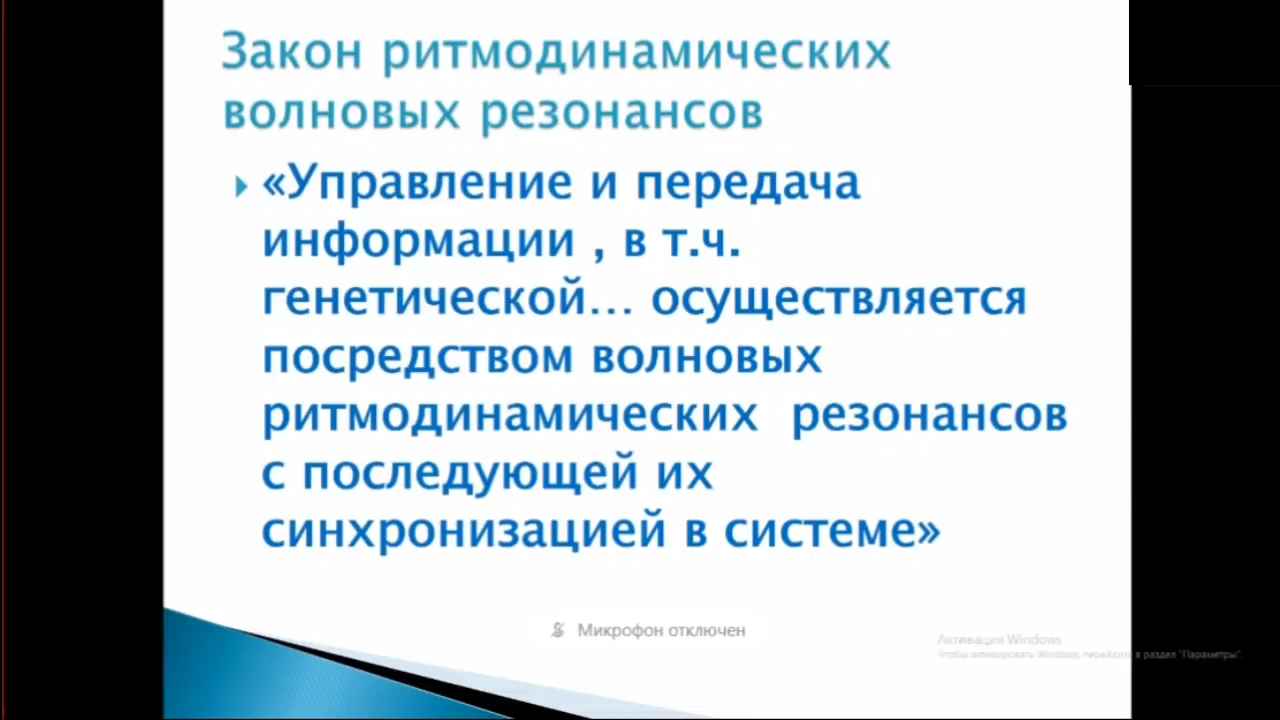 Закон ритмодинамических
волновых резонансов
«Управление и передача
информации , в т.ч.
генетической... осуществляется
посредством волновых
ритмодинамических резонансов
с последующей их
синхронизацией в системе»
Микрофон отключен
Активация Windows
Чтобы активировать Windows, перейдите в раздел "Параметры".